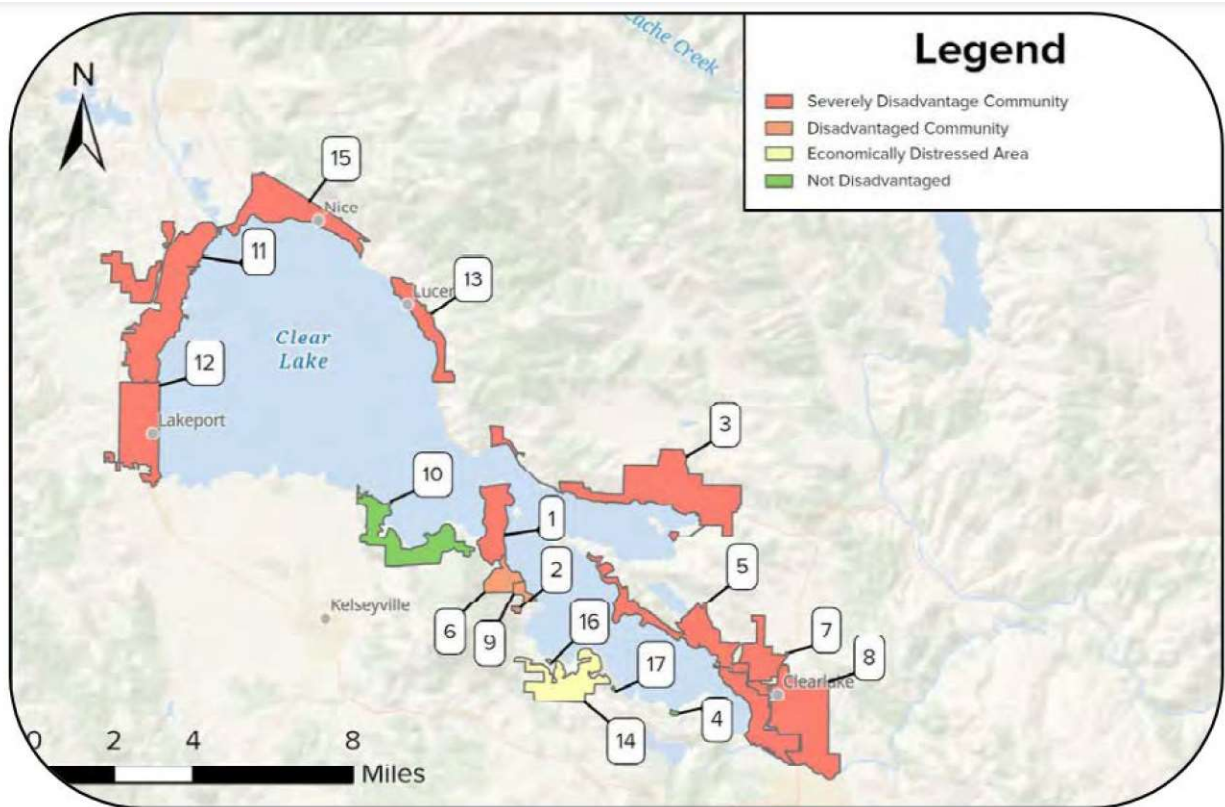 Cache Creek
Legend
Severely Disadvantage Community
Disadvantaged Community
Economically Distressed Area
Not Disadvantaged
N
15
Nice
11
13
Lucer
Clear
Lake
12
Lakeport
3
10
1
2
5
Kelseyville
6
9
16
7
8
17
Clearlake
4
14
0 2 4 8
Miles